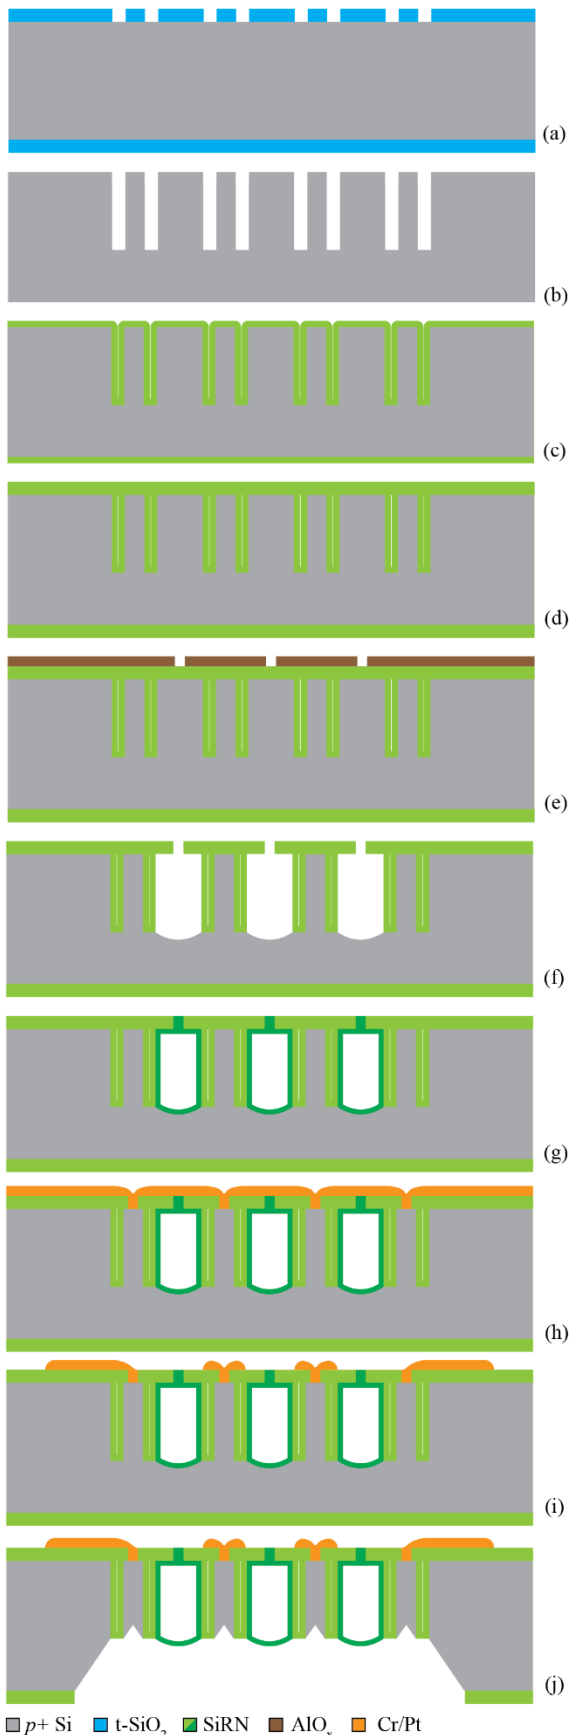 (a)
(b)
(c)
(d)
(e)
(f)
(g)
(h)
(i)
(j)
p+ Si t-SiO₂ SiRN AlOₓ Cr/Pt